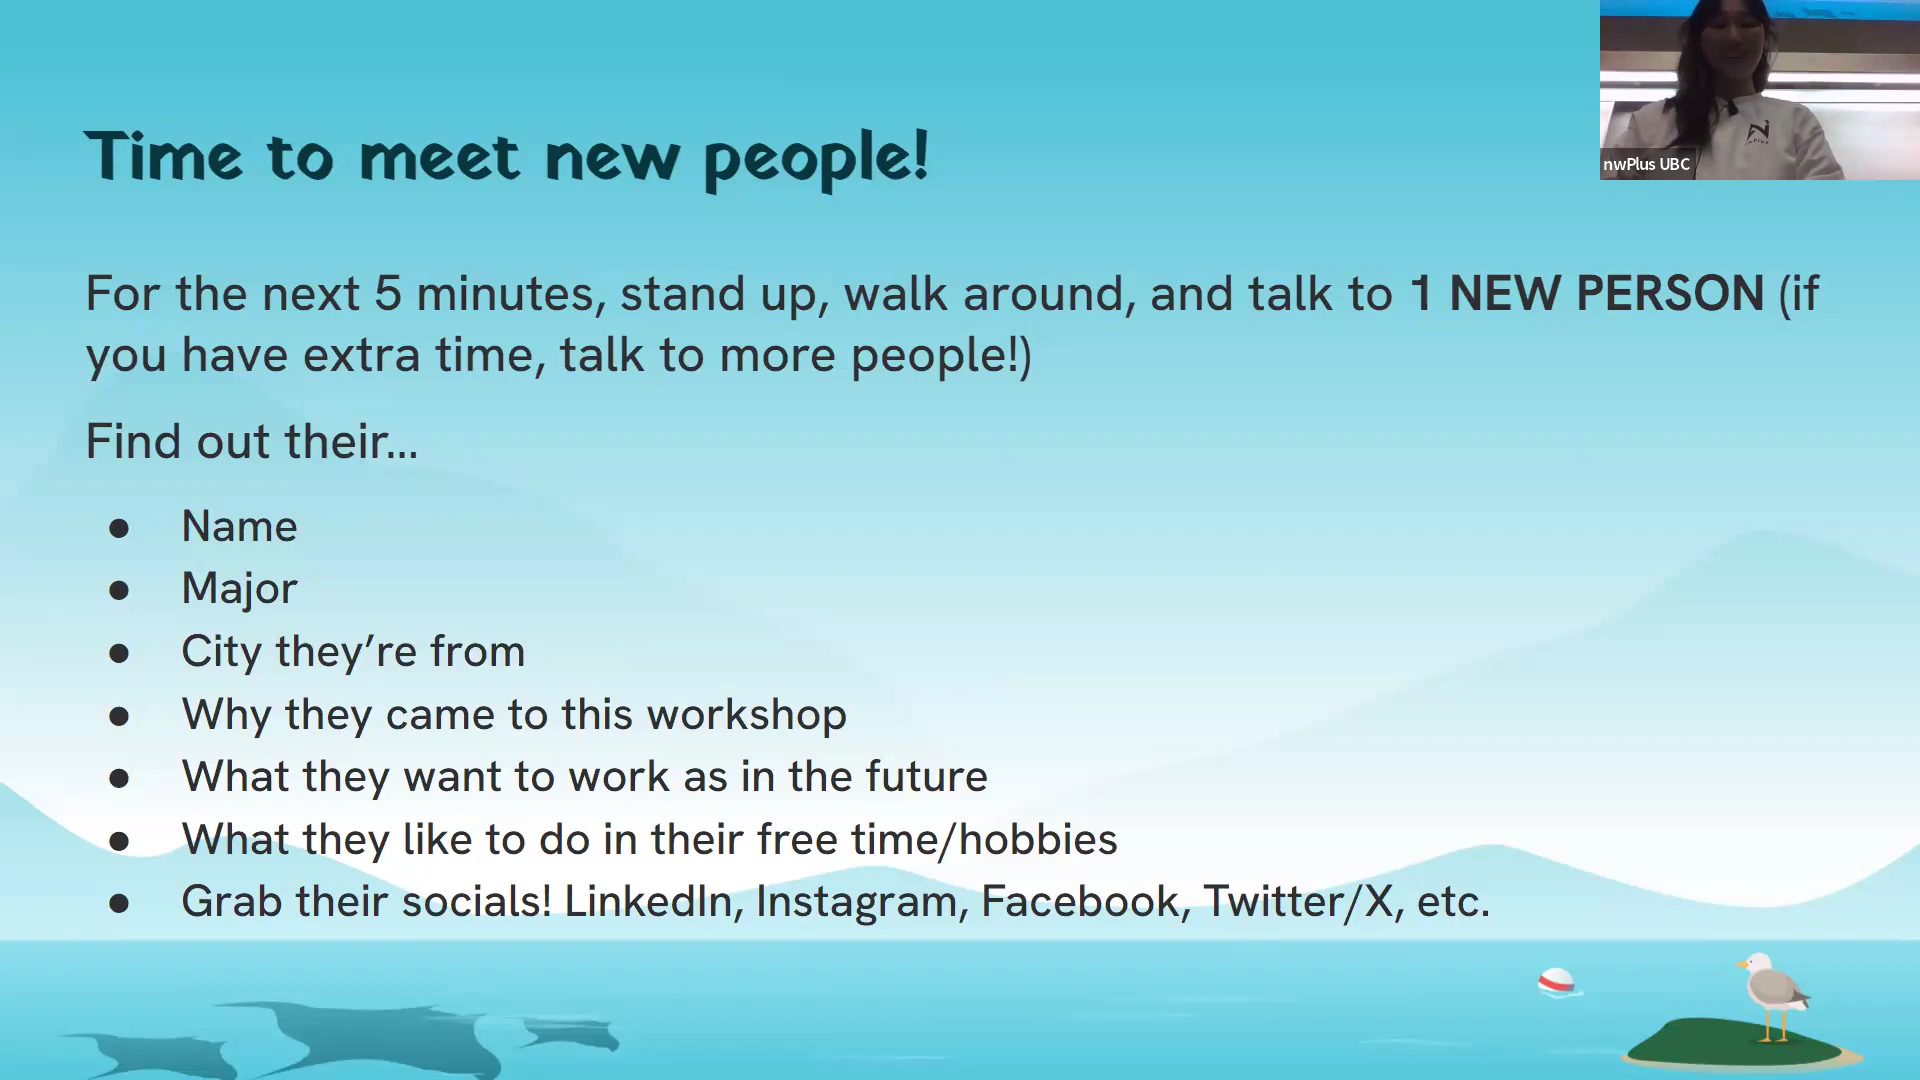 Time to meet new people!
nwPlus UBC
For the next 5 minutes, stand up, walk around, and talk to 1 NEW PERSON (if
you have extra time, talk to more people!)
Find out their...
● Name
● Major
● City they’re from
● Why they came to this workshop
● What they want to work as in the future
● What they like to do in their free time/hobbies
● Grab their socials! LinkedIn, Instagram, Facebook, Twitter/X, etc.